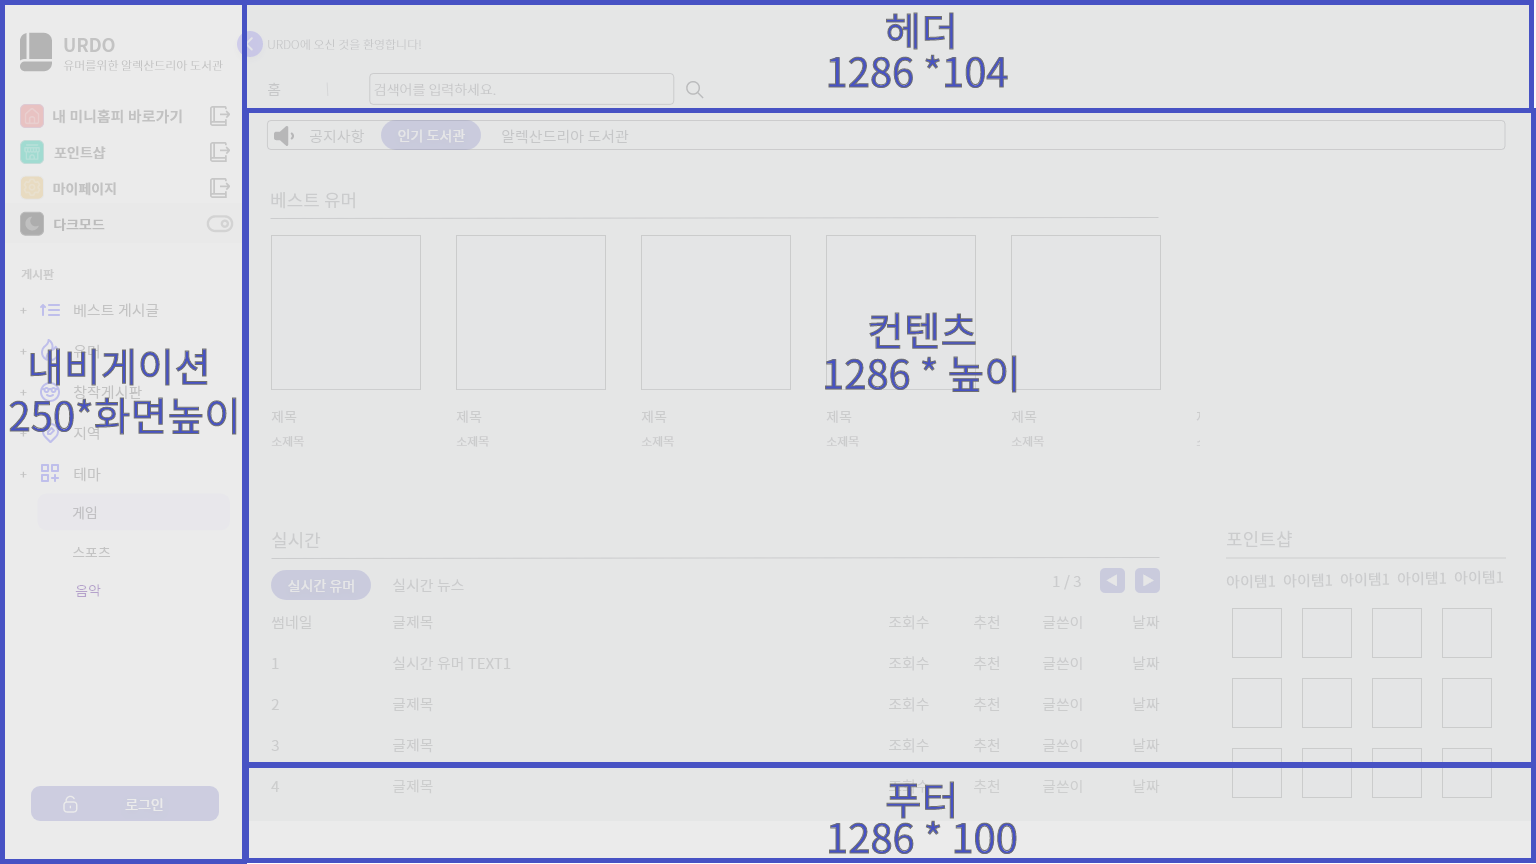 URDO
유머를위한 알렉산드리아 도서관
내 미니홈피 바로가기
포인트샵
마이페이지
다크모드
게시판
+ 베스트 게시글
+ 유머
내비게이션
250*화면높이
+ 창작게시판
+ 지역
+ 테마
게임
스포츠
음악
로그인
URDO에 오신 것을 환영합니다!
헤더
1286 *104
홈 |
검색어를 입력하세요.
공지사항 인기 도서관 알렉산드리아 도서관
베스트 유머
컨텐츠
1286 * 높이
제목 제목 제목 제목 제목
소제목 소제목 소제목 소제목 소제목
실시간
실시간 유머 실시간 뉴스 1 / 3
썸네일 글제목 조회수 추천 글쓴이 날짜
1 실시간 유머 TEXT1 조회수 추천 글쓴이 날짜
2 글제목 조회수 추천 글쓴이 날짜
3 글제목 조회수 추천 글쓴이 날짜
4 글제목 조회수 추천 글쓴이 날짜
포인트샵
아이템1 아이템1 아이템1 아이템1 아이템1
푸터
1286 * 100